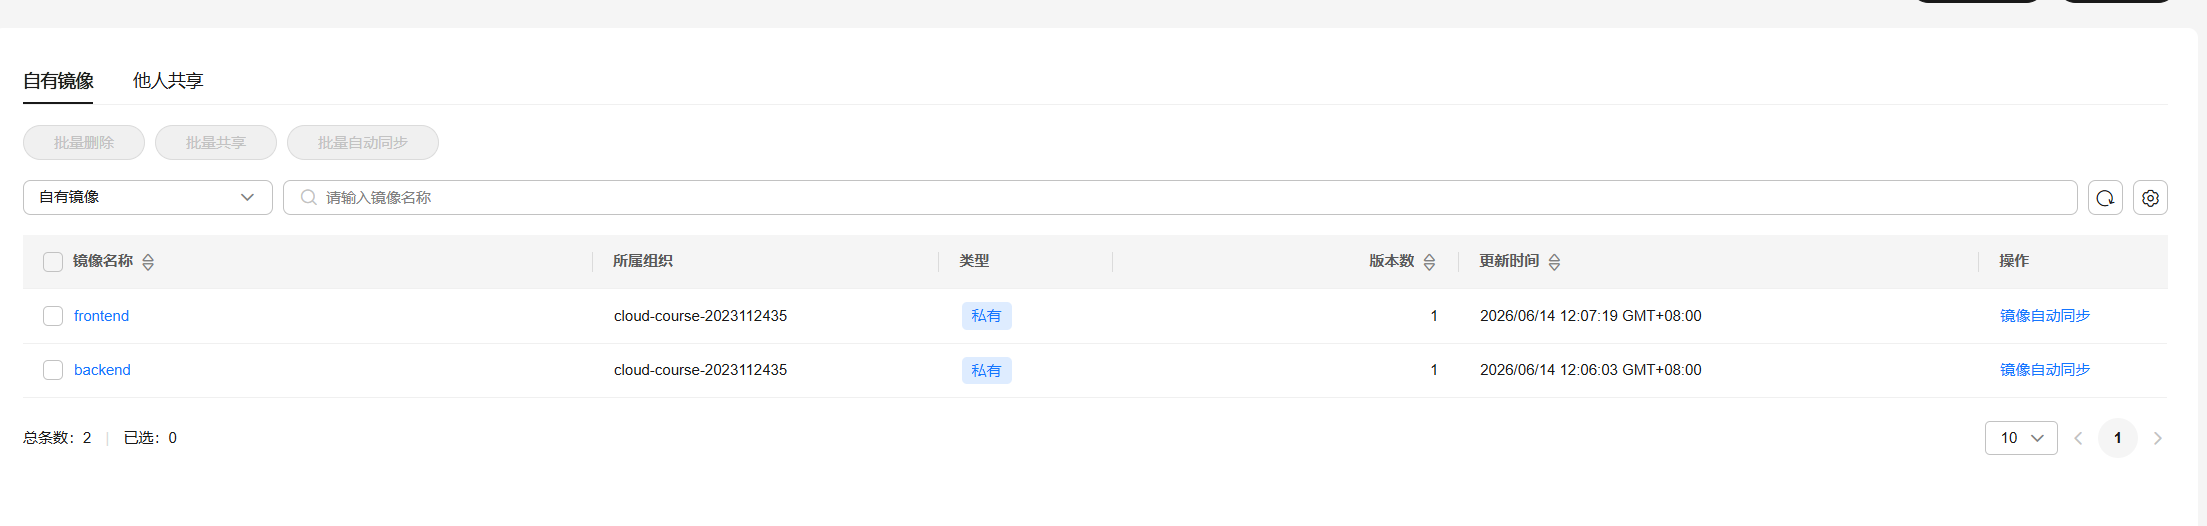 自有镜像 他人共享
批量删除 批量共享 批量自动同步
自有镜像 请输入镜像名称
镜像名称 所属组织 类型 版本数 更新时间 操作
frontend cloud-course-2023112435 私有 1 2026/06/14 12:07:19 GMT+08:00 镜像自动同步
backend cloud-course-2023112435 私有 1 2026/06/14 12:06:03 GMT+08:00 镜像自动同步
总条数：2 已选：0 10 1